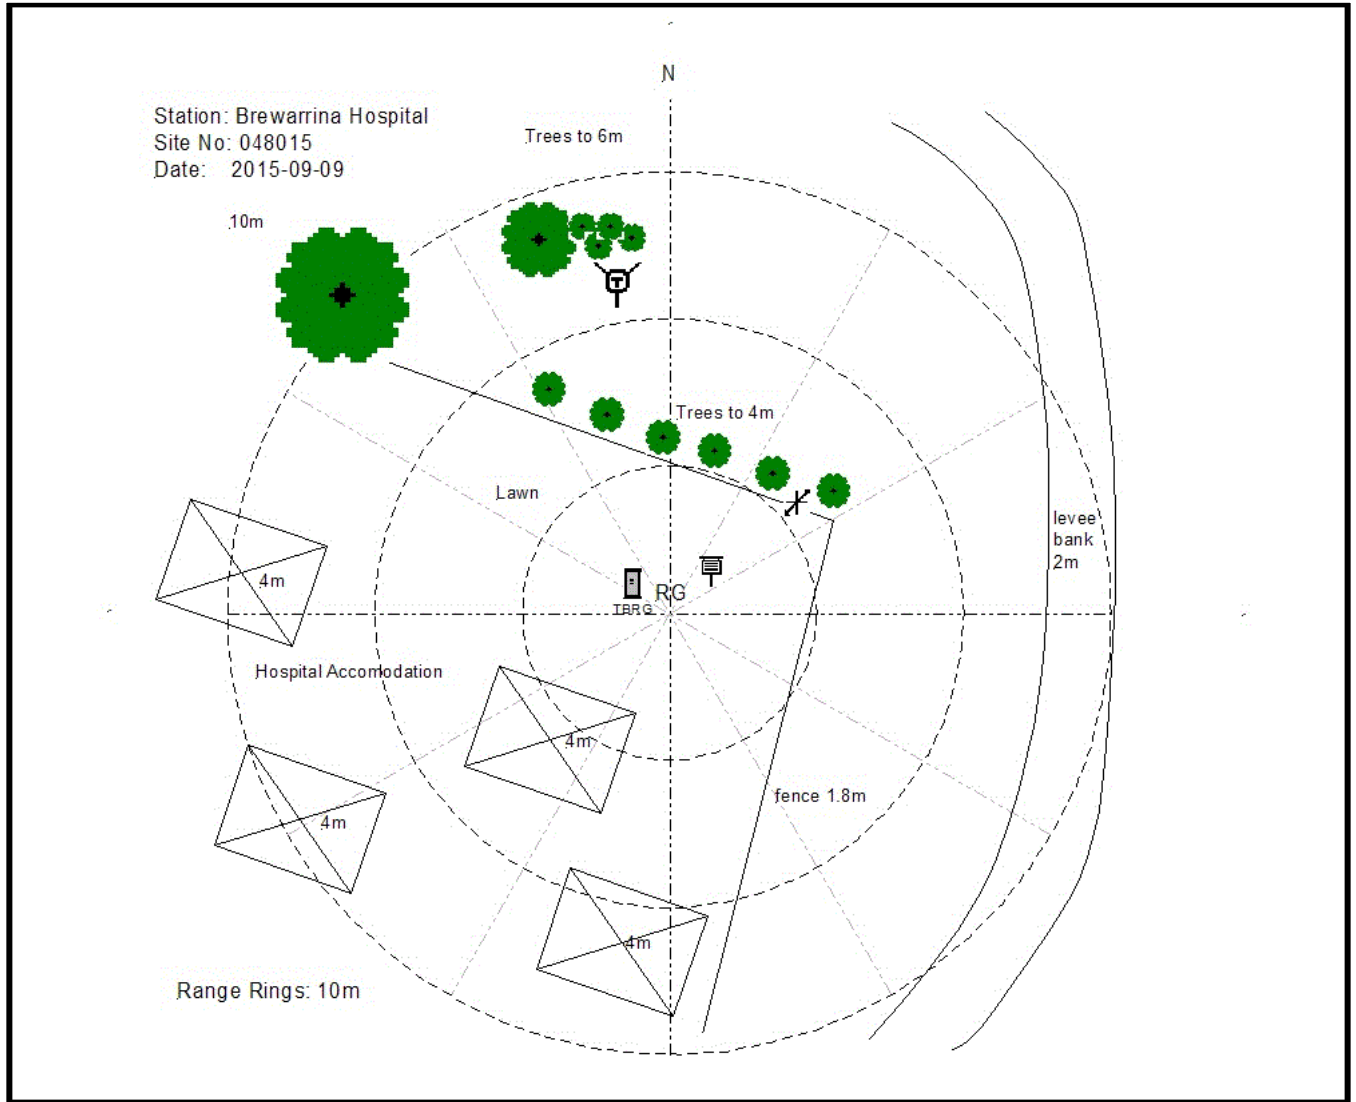 N
Station: Brewarrina Hospital
Site No: 048015
Date: 2015-09-09
Trees to 6m
10m
T
Trees to 4m
Lawn
levee
bank
2m
4m
RG
TBRG
Hospital Accomodation
4m
fence 1.8m
4m
4m
Range Rings: 10m